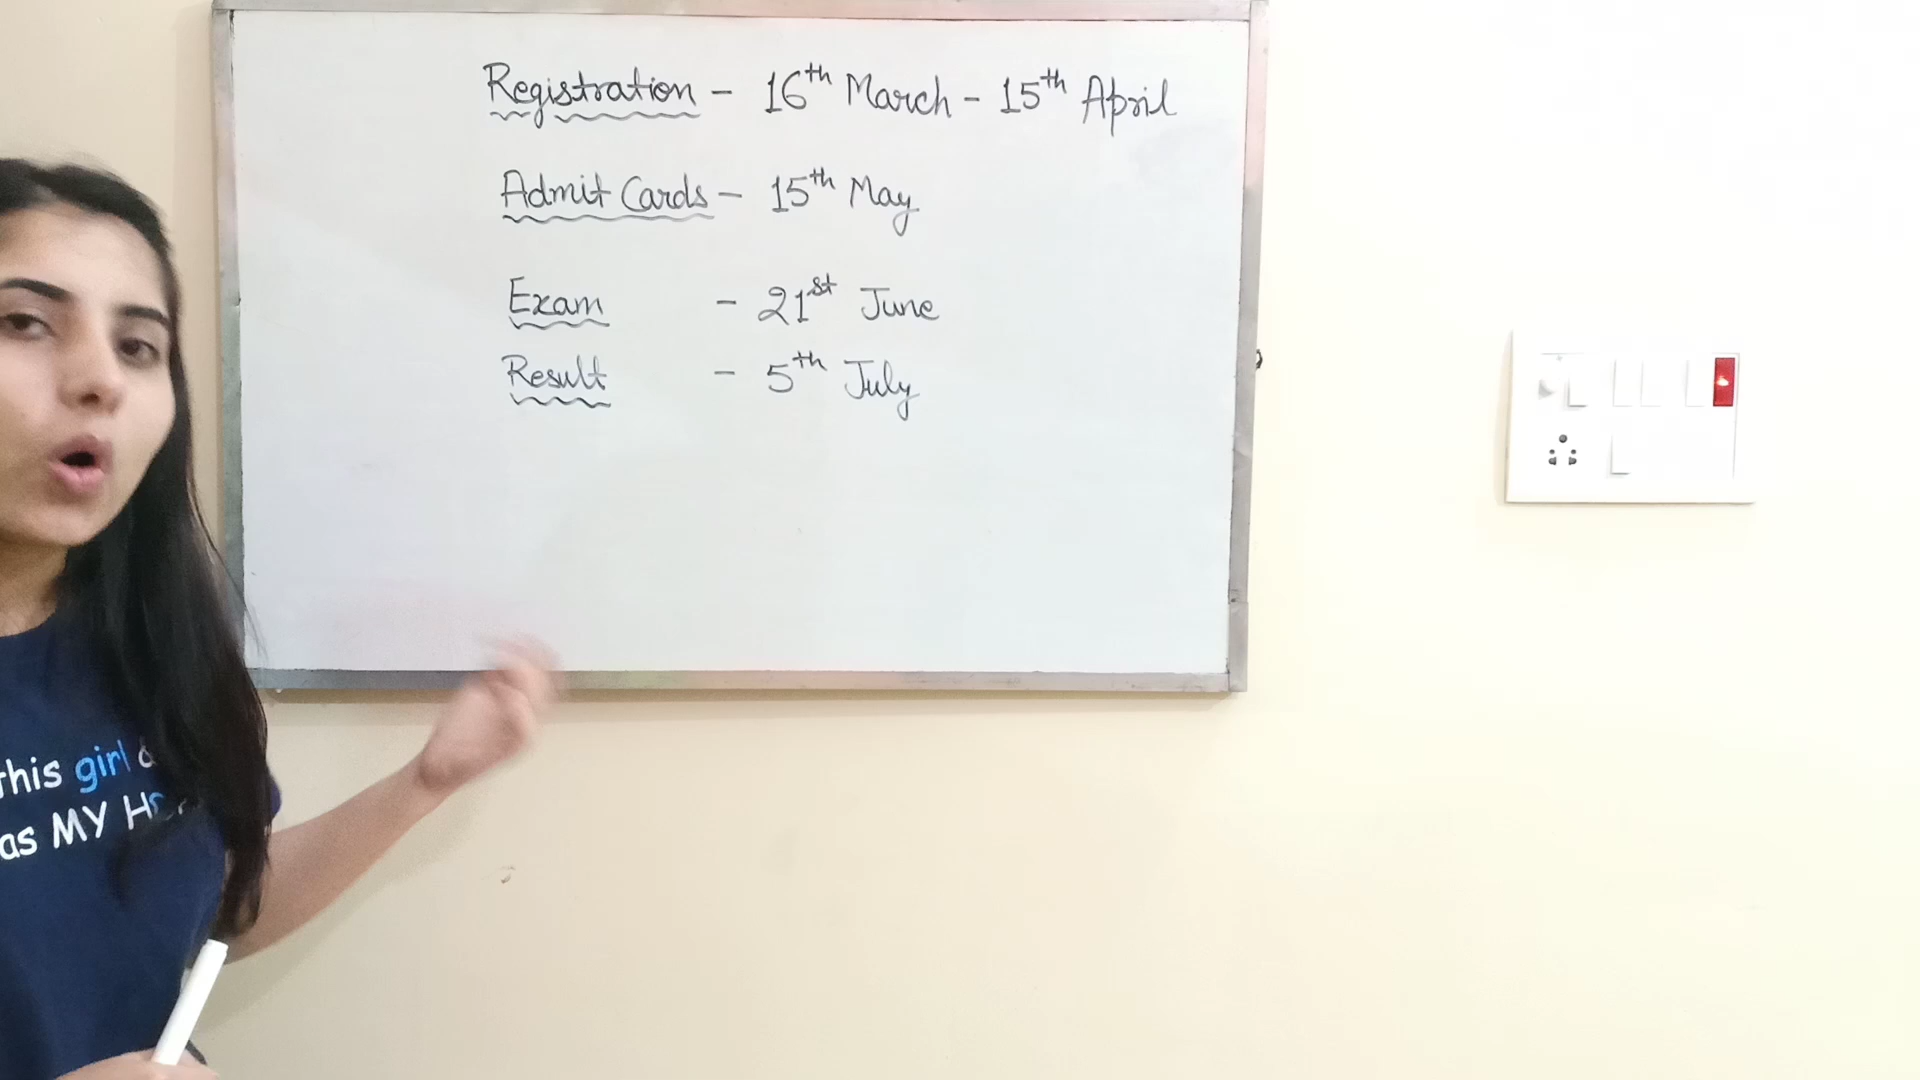 Registration - 16th March - 15th April
Admit Cards - 15th May
Exam - 21st June
Result - 5th July
this girl
as MY